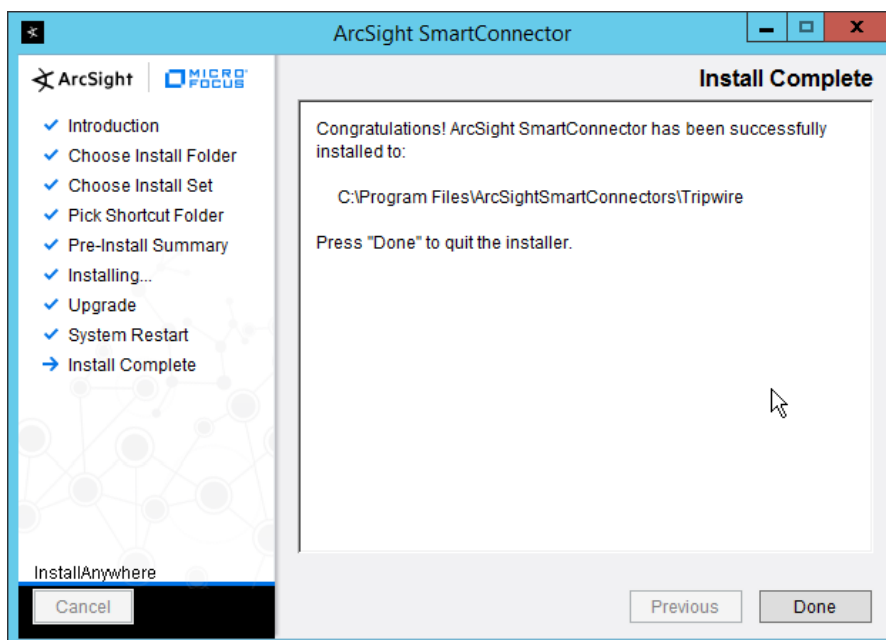 ArcSight SmartConnector
ArcSight
MICRO
FOCUS
Install Complete
Introduction
Choose Install Folder
Choose Install Set
Pick Shortcut Folder
Pre-Install Summary
Installing...
Upgrade
System Restart
Install Complete
Congratulations! ArcSight SmartConnector has been successfully
installed to:
C:\Program Files\ArcSightSmartConnectors\Tripwire
Press "Done" to quit the installer.
InstallAnywhere
Cancel
Previous
Done